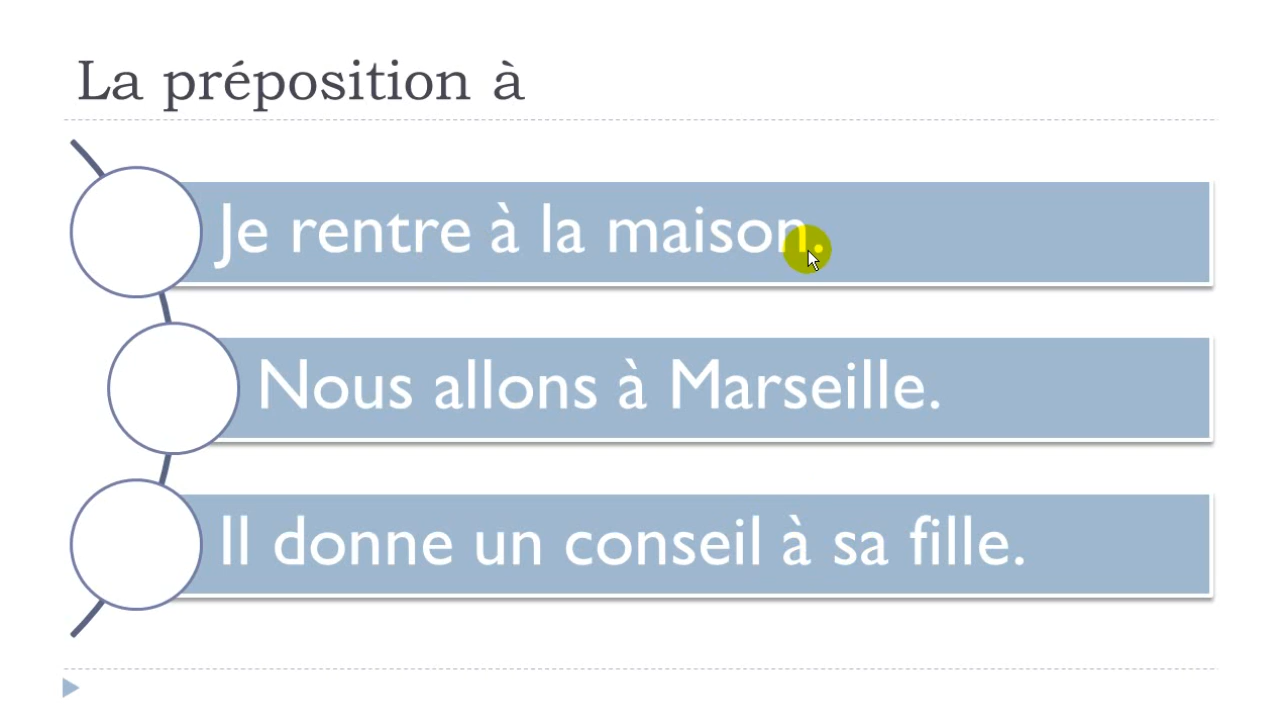 La préposition à
Je rentre à la maison.
Nous allons à Marseille.
Il donne un conseil à sa fille.